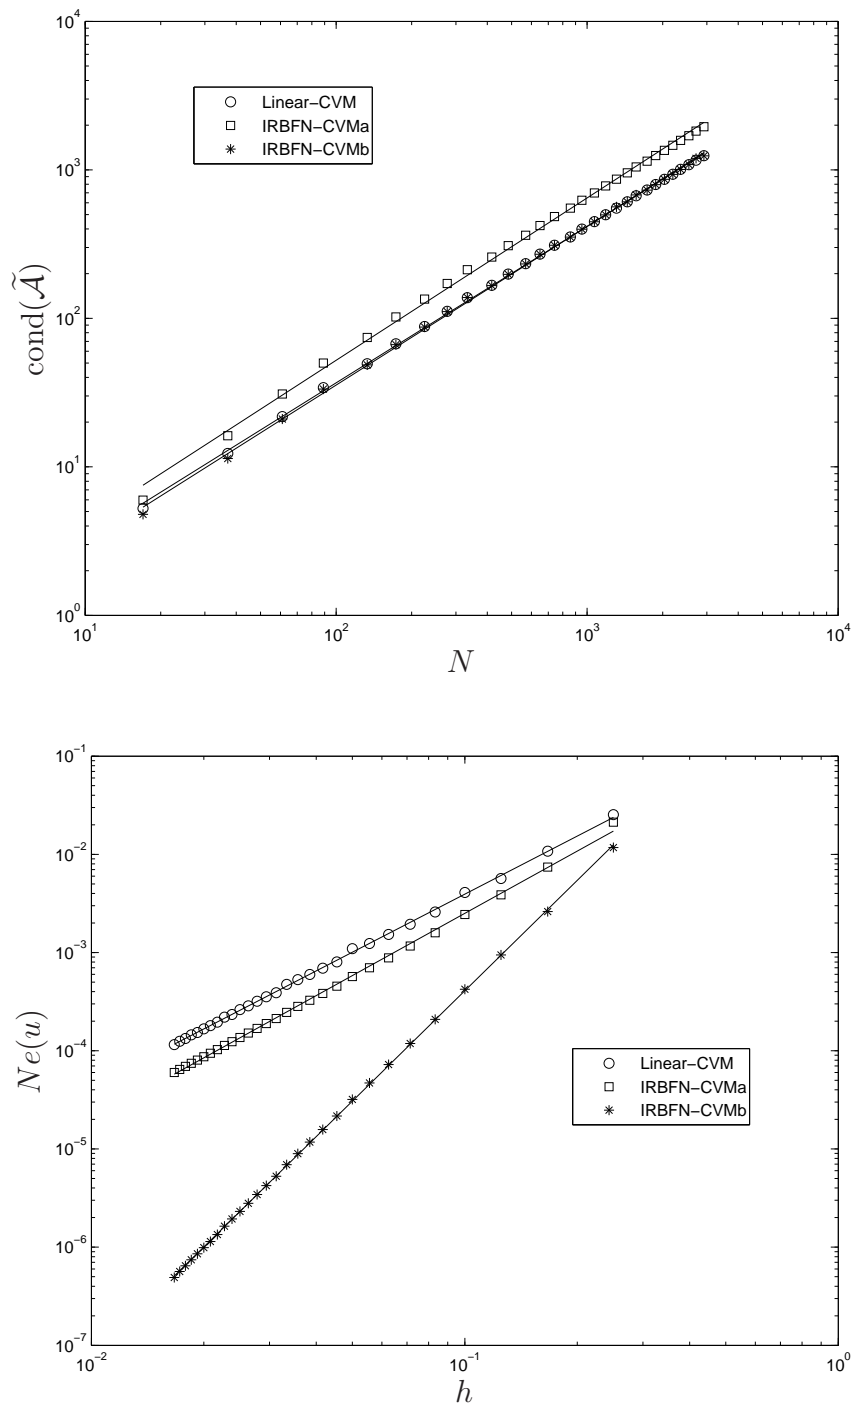 10^4
10^3
10^2
10^1
10^0
cond(𝒜̃)
Linear−CVM
IRBFN−CVMa
IRBFN−CVMb
10^1 10^2 10^3 10^4
N
10^−1
10^−2
10^−3
10^−4
10^−5
10^−6
10^−7
Ne(u)
Linear−CVM
IRBFN−CVMa
IRBFN−CVMb
10^−2 10^−1 10^0
h